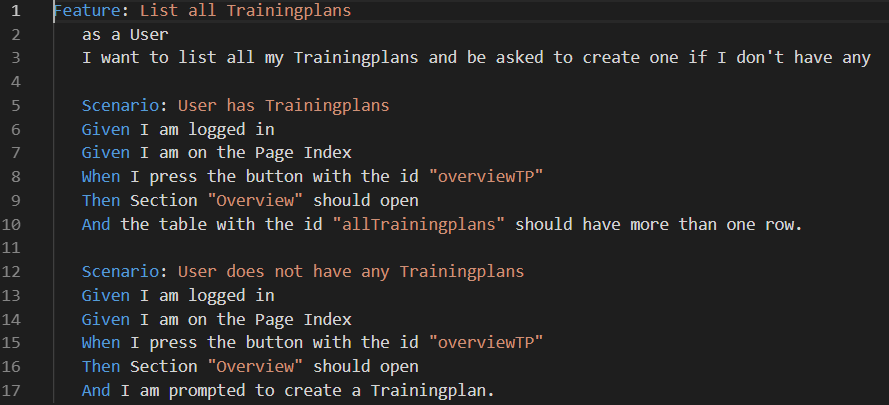 1 Feature: List all Trainingplans
2 as a User
3 I want to list all my Trainingplans and be asked to create one if I don't have any
4
5 Scenario: User has Trainingplans
6 Given I am logged in
7 Given I am on the Page Index
8 When I press the button with the id "overviewTP"
9 Then Section "Overview" should open
10 And the table with the id "allTrainingplans" should have more than one row.
11
12 Scenario: User does not have any Trainingplans
13 Given I am logged in
14 Given I am on the Page Index
15 When I press the button with the id "overviewTP"
16 Then Section "Overview" should open
17 And I am prompted to create a Trainingplan.